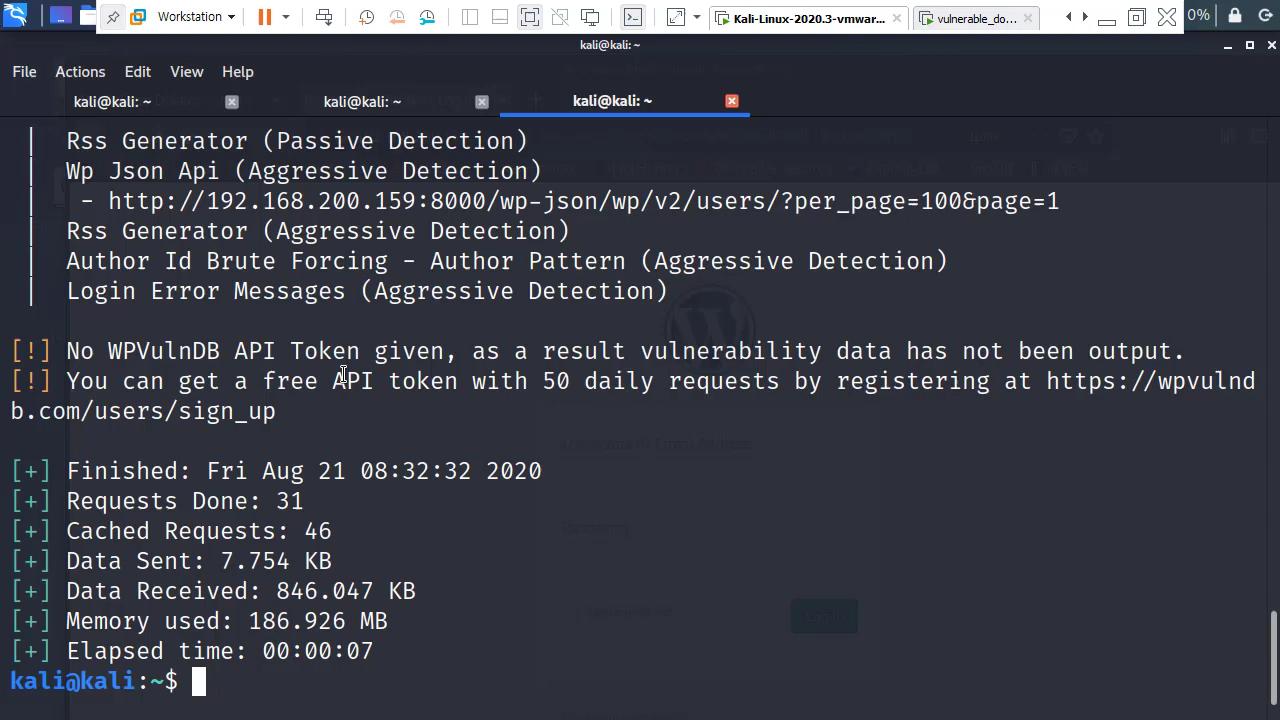 Workstation
Kali-Linux-2020.3-vmwar...
vulnerable_do...
0%
kali@kali: ~
File Actions Edit View Help
kali@kali: ~
kali@kali: ~
kali@kali: ~
| Rss Generator (Passive Detection)
| Wp Json Api (Aggressive Detection)
| - http://192.168.200.159:8000/wp-json/wp/v2/users/?per_page=100&page=1
| Rss Generator (Aggressive Detection)
| Author Id Brute Forcing - Author Pattern (Aggressive Detection)
| Login Error Messages (Aggressive Detection)
[!] No WPVulnDB API Token given, as a result vulnerability data has not been output.
[!] You can get a free API token with 50 daily requests by registering at https://wpvulnd
b.com/users/sign_up
[+] Finished: Fri Aug 21 08:32:32 2020
[+] Requests Done: 31
[+] Cached Requests: 46
[+] Data Sent: 7.754 KB
[+] Data Received: 846.047 KB
[+] Memory used: 186.926 MB
[+] Elapsed time: 00:00:07
kali@kali:~$